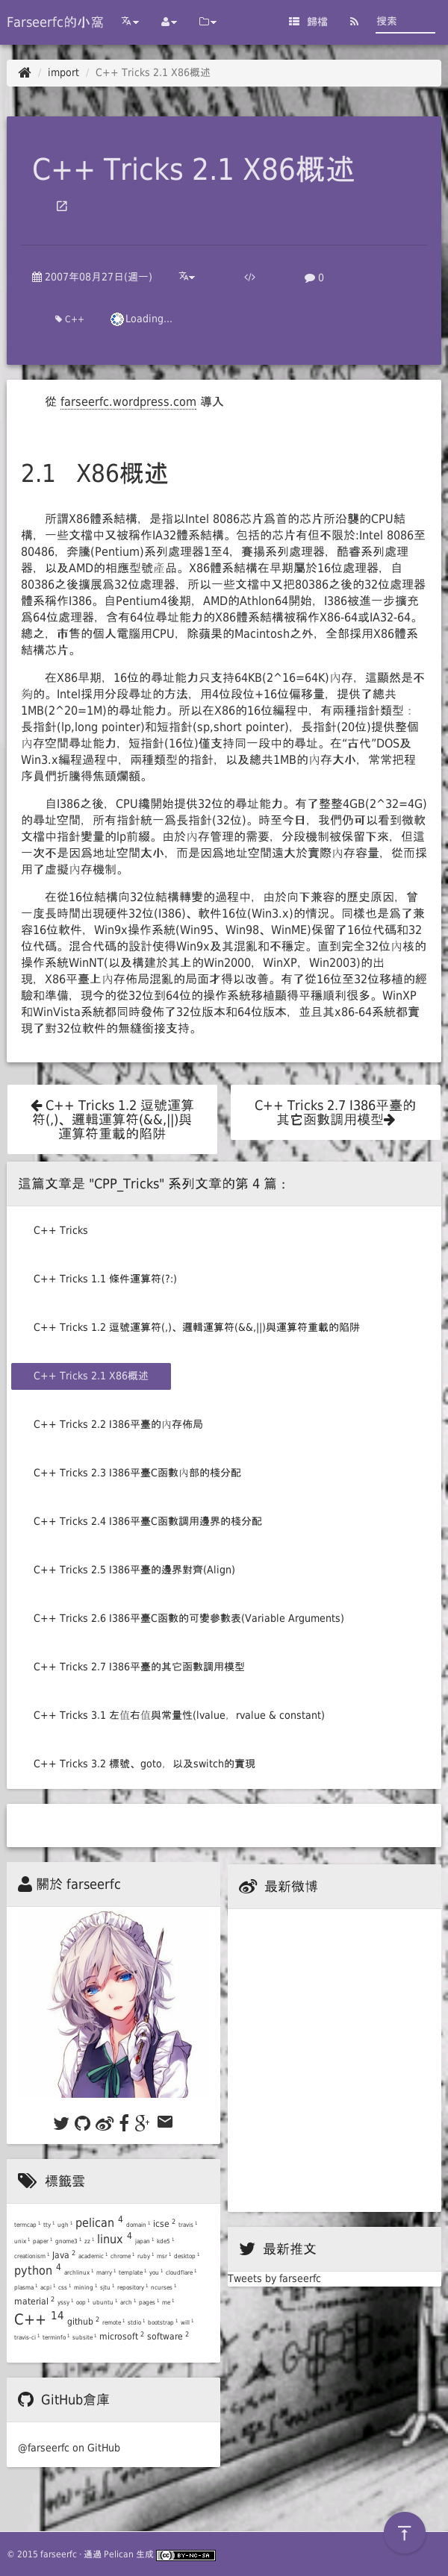 Farseerfc的小窩
歸檔
搜索
import / C++ Tricks 2.1 X86概述
C++ Tricks 2.1 X86概述
2007年08月27日(週一)
0
C++
Loading...
從 farseerfc.wordpress.com 導入
2.1 X86概述
所謂X86體系結構，是指以Intel 8086芯片爲首的芯片所沿襲的CPU結
構，一些文檔中又被稱作IA32體系結構。包括的芯片有但不限於:Intel 8086至
80486，奔騰(Pentium)系列處理器1至4，賽揚系列處理器，酷睿系列處理
器，以及AMD的相應型號產品。X86體系結構在早期屬於16位處理器，自
80386之後擴展爲32位處理器，所以一些文檔中又把80386之後的32位處理器
體系稱作I386。自Pentium4後期，AMD的Athlon64開始，I386被進一步擴充
爲64位處理器，含有64位尋址能力的X86體系結構被稱作X86-64或IA32-64。
總之，市售的個人電腦用CPU，除蘋果的Macintosh之外，全部採用X86體系
結構芯片。
在X86早期，16位的尋址能力只支持64KB(2^16=64K)內存，這顯然是不
夠的。Intel採用分段尋址的方法，用4位段位+16位偏移量，提供了總共
1MB(2^20=1M)的尋址能力。所以在X86的16位編程中，有兩種指針類型：
長指針(lp,long pointer)和短指針(sp,short pointer)，長指針(20位)提供整個
內存空間尋址能力，短指針(16位)僅支持同一段中的尋址。在“古代”DOS及
Win3.x編程過程中，兩種類型的指針，以及總共1MB的內存大小，常常把程
序員們折騰得焦頭爛額。
自I386之後，CPU纔開始提供32位的尋址能力。有了整整4GB(2^32=4G)
的尋址空間，所有指針統一爲長指針(32位)。時至今日，我們仍可以看到微軟
文檔中指針變量的lp前綴。由於內存管理的需要，分段機制被保留下來，但這
一次不是因爲地址空間太小，而是因爲地址空間遠大於實際內存容量，從而採
用了虛擬內存機制。
在從16位結構向32位結構轉變的過程中，由於向下兼容的歷史原因，曾
一度長時間出現硬件32位(I386)、軟件16位(Win3.x)的情況。同樣也是爲了兼
容16位軟件，Win9x操作系統(Win95、Win98、WinME)保留了16位代碼和32
位代碼。混合代碼的設計使得Win9x及其混亂和不穩定。直到完全32位內核的
操作系統WinNT(以及構建於其上的Win2000，WinXP，Win2003)的出
現，X86平臺上內存佈局混亂的局面才得以改善。有了從16位至32位移植的經
驗和準備，現今的從32位到64位的操作系統移植顯得平穩順利很多。WinXP
和WinVista系統都同時發佈了32位版本和64位版本，並且其x86-64系統都實
現了對32位軟件的無縫銜接支持。
C++ Tricks 1.2 逗號運算
符(,)、邏輯運算符(&&,||)與
運算符重載的陷阱
C++ Tricks 2.7 I386平臺的
其它函數調用模型
這篇文章是 "CPP_Tricks" 系列文章的第 4 篇：
C++ Tricks
C++ Tricks 1.1 條件運算符(?:)
C++ Tricks 1.2 逗號運算符(,)、邏輯運算符(&&,||)與運算符重載的陷阱
C++ Tricks 2.1 X86概述
C++ Tricks 2.2 I386平臺的內存佈局
C++ Tricks 2.3 I386平臺C函數內部的棧分配
C++ Tricks 2.4 I386平臺C函數調用邊界的棧分配
C++ Tricks 2.5 I386平臺的邊界對齊(Align)
C++ Tricks 2.6 I386平臺C函數的可變參數表(Variable Arguments)
C++ Tricks 2.7 I386平臺的其它函數調用模型
C++ Tricks 3.1 左值右值與常量性(lvalue，rvalue & constant)
C++ Tricks 3.2 標號、goto，以及switch的實現
關於 farseerfc
標籤雲
termcap 1 tty 1 ugh 1 pelican 4 domain 1 icse 2 travis 1
unix 1 paper 1 gnome3 1 zz 1 linux 4 japan 1 kde5 1
creationism 1 Java 2 academic 1 chrome 1 ruby 1 msr 1 desktop 1
python 4 archlinux 1 marry 1 template 1 you 1 cloudflare 1
plasma 1 acpi 1 css 1 mining 1 sjtu 1 repository 1 ncurses 1
material 2 yssy 1 oop 1 ubuntu 1 arch 1 pages 1 me 1
C++ 14 github 2 remote 1 stdio 1 bootstrap 1 will 1
travis-ci 1 terminfo 1 subsite 1 microsoft 2 software 2
GitHub倉庫
@farseerfc on GitHub
最新微博
最新推文
Tweets by farseerfc
© 2015 farseerfc · 通過 Pelican 生成
CC BY-NC-SA